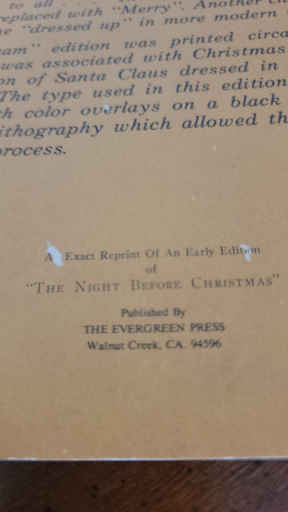 to all
replaced with "Merry". Another
"dressed up" in more modern
edition was printed circa
was associated with Christmas
on of Santa Claus dressed in
The type used in this edition
color overlays on a black
ithography which allowed th
process.
Exact Reprint Of An Early Edition
of
"THE NIGHT BEFORE CHRISTMAS"
Published By
THE EVERGREEN PRESS
Walnut Creek, CA. 94596